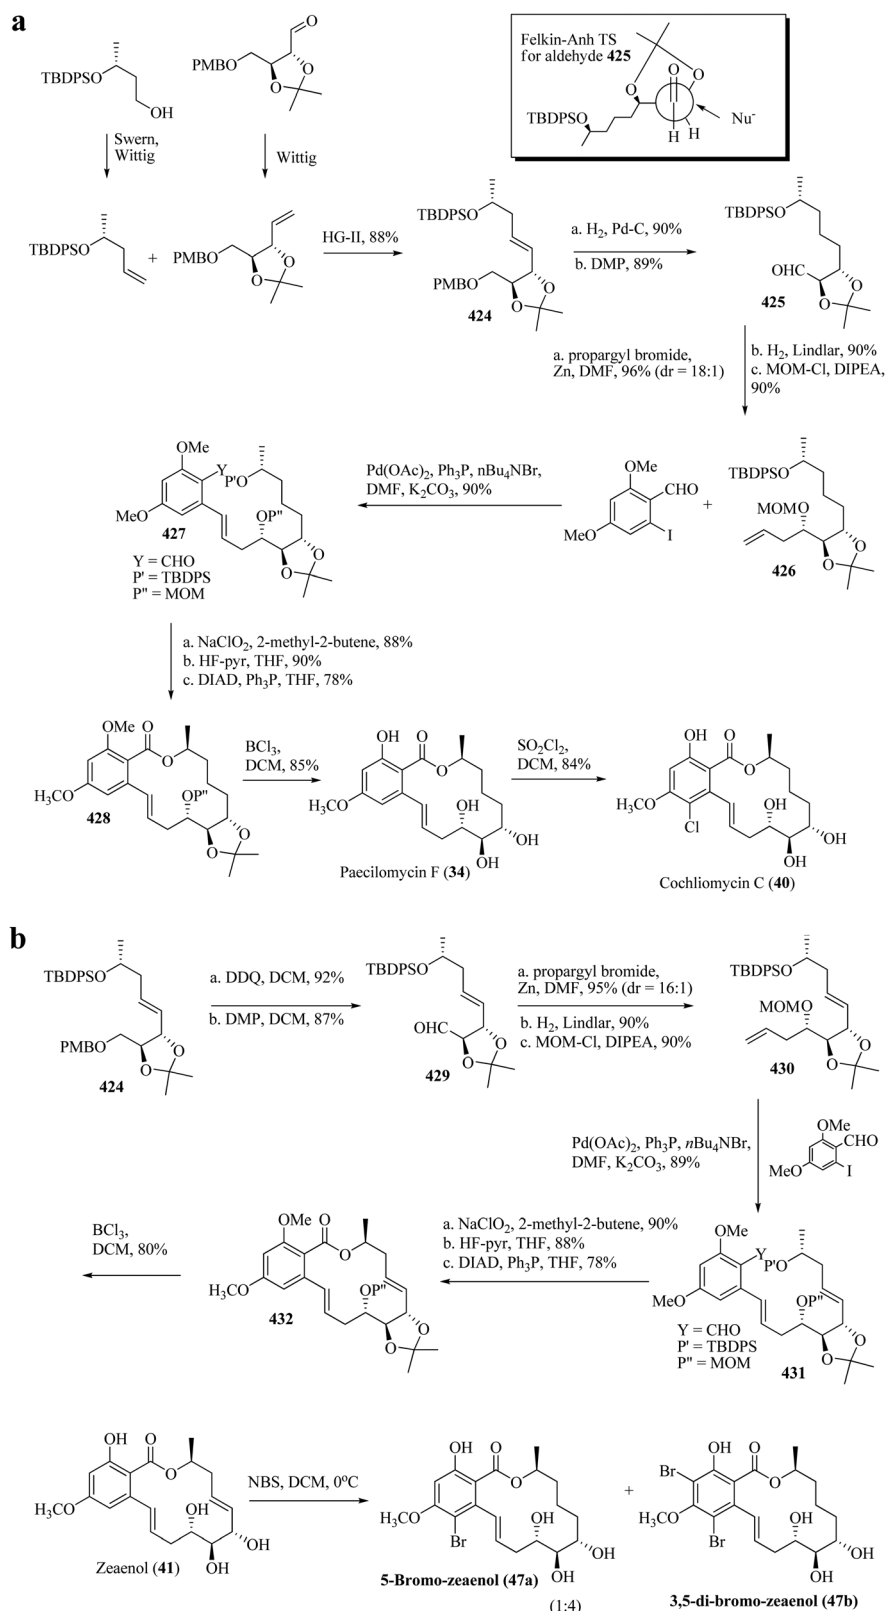 a
TBDPSO
OH
PMBO
O
O
O
Felkin-Anh TS
for aldehyde 425
O
O
O
TBDPSO
H
H
Nu-
Swern,
Wittig
Wittig
TBDPSO
+
PMBO
O
O
HG-II, 88%
TBDPSO
PMBO
O
O
424
a. H2, Pd-C, 90%
b. DMP, 89%
TBDPSO
OHC
O
O
425
a. propargyl bromide,
Zn, DMF, 96% (dr = 18:1)
b. H2, Lindlar, 90%
c. MOM-Cl, DIPEA,
90%
OMe
Y
P'O
OP"
MeO
427
O
O
Y = CHO
P' = TBDPS
P" = MOM
Pd(OAc)2, Ph3P, nBu4NBr,
DMF, K2CO3, 90%
OMe
CHO
MeO
I
+
TBDPSO
MOMO
O
O
426
a. NaClO2, 2-methyl-2-butene, 88%
b. HF-pyr, THF, 90%
c. DIAD, Ph3P, THF, 78%
OMe
O
O
H3CO
OP"
428
O
O
BCl3,
DCM, 85%
OH
O
O
H3CO
OH
OH
OH
Paecilomycin F (34)
SO2Cl2,
DCM, 84%
OH
O
O
H3CO
Cl
OH
OH
OH
Cochliomycin C (40)
b
TBDPSO
PMBO
O
O
424
a. DDQ, DCM, 92%
b. DMP, DCM, 87%
TBDPSO
OHC
O
O
429
a. propargyl bromide,
Zn, DMF, 95% (dr = 16:1)
b. H2, Lindlar, 90%
c. MOM-Cl, DIPEA, 90%
TBDPSO
MOMO
O
O
430
Pd(OAc)2, Ph3P, nBu4NBr,
DMF, K2CO3, 89%
OMe
CHO
MeO
I
BCl3,
DCM, 80%
OMe
O
O
H3CO
OP"
432
O
O
a. NaClO2, 2-methyl-2-butene, 90%
b. HF-pyr, THF, 88%
c. DIAD, Ph3P, THF, 78%
OMe
Y
PO
OP"
MeO
O
O
Y = CHO
P' = TBDPS
P" = MOM
431
OH
O
O
H3CO
OH
OH
OH
Zeaenol (41)
NBS, DCM, 0°C
OH
O
O
H3CO
Br
OH
OH
OH
5-Bromo-zeaenol (47a)
+
OH
O
Br
O
H3CO
Br
OH
OH
OH
3,5-di-bromo-zeaenol (47b)
(1:4)